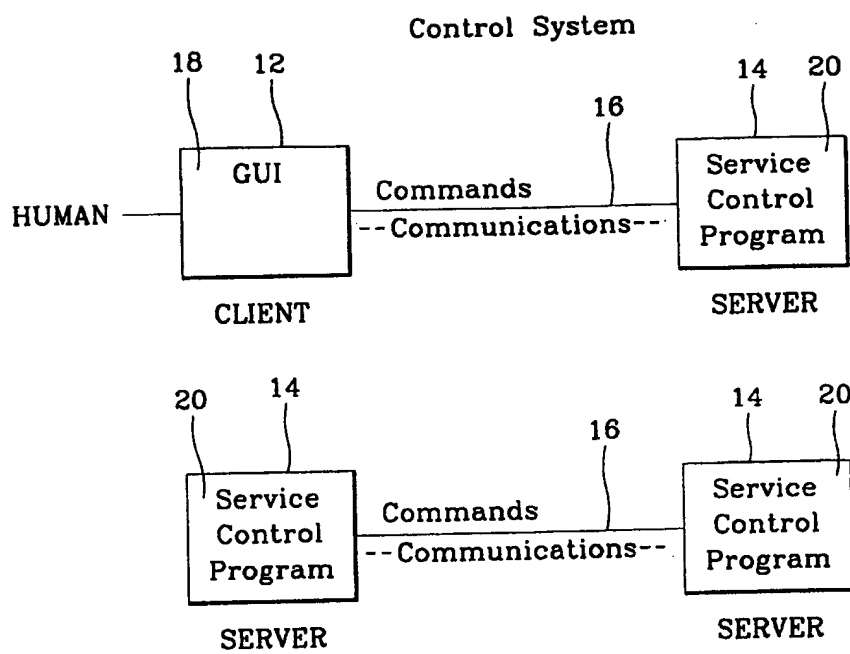 Control System
18
12
14
20
16
GUI
Service
Control
Program
HUMAN
Commands
--Communications--
CLIENT
SERVER
20
14
16
14
20
Service
Control
Program
Commands
--Communications--
Service
Control
Program
SERVER
SERVER